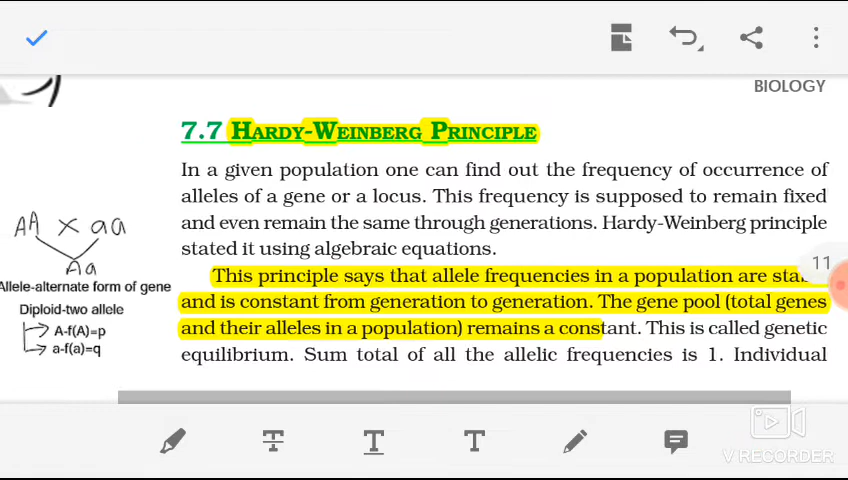 BIOLOGY
7.7 HARDY-WEINBERG PRINCIPLE
In a given population one can find out the frequency of occurrence of
alleles of a gene or a locus. This frequency is supposed to remain fixed
and even remain the same through generations. Hardy-Weinberg principle
stated it using algebraic equations.
This principle says that allele frequencies in a population are
and is constant from generation to generation. The gene pool (total genes
and their alleles in a population) remains a constant. This is called genetic
equilibrium. Sum total of all the allelic frequencies is 1. Individual
AA × aa
Aa
Allele-alternate form of gene
Diploid-two allele
A-f(A)=p
a-f(a)=q
11
T T T
V RECORDER